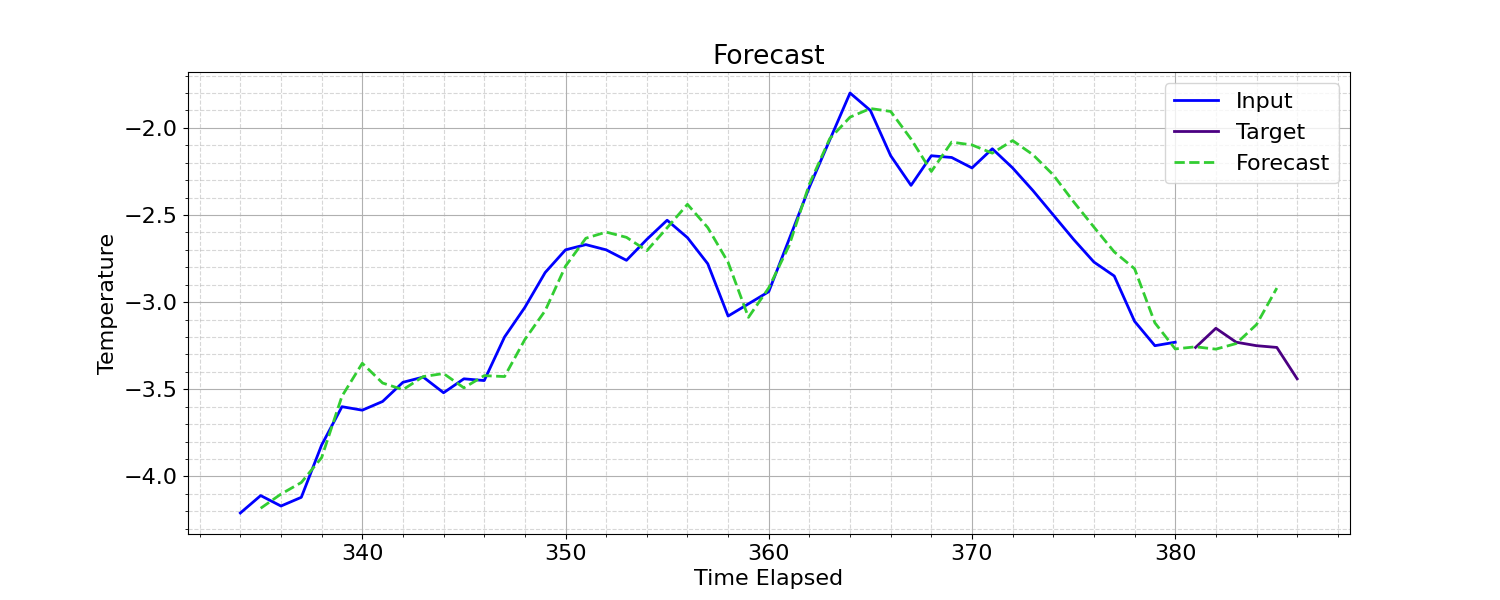 Forecast
Input
Target
Forecast
−2.0
−2.5
−3.0
−3.5
−4.0
Temperature
340 350 360 370 380
Time Elapsed